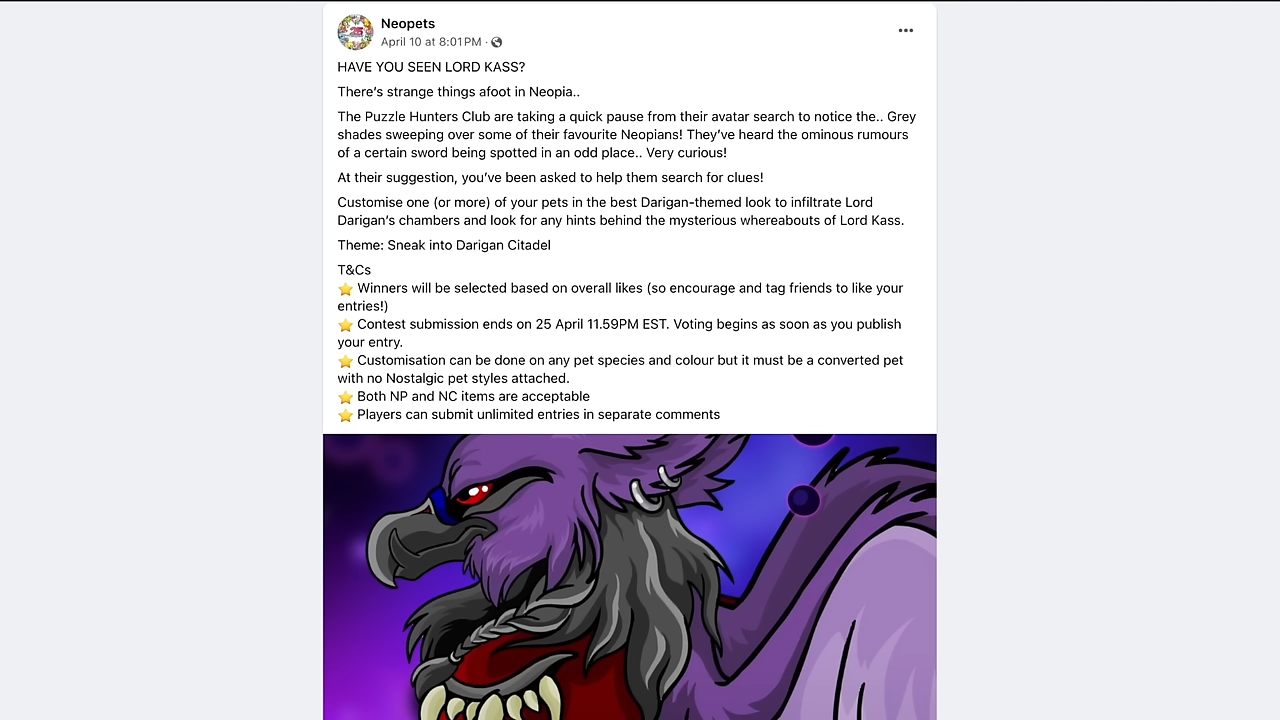 Neopets
April 10 at 8:01 PM ·
HAVE YOU SEEN LORD KASS?
There's strange things afoot in Neopia..
The Puzzle Hunters Club are taking a quick pause from their avatar search to notice the.. Grey
shades sweeping over some of their favourite Neopians! They've heard the ominous rumours
of a certain sword being spotted in an odd place.. Very curious!
At their suggestion, you've been asked to help them search for clues!
Customise one (or more) of your pets in the best Darigan-themed look to infiltrate Lord
Darigan's chambers and look for any hints behind the mysterious whereabouts of Lord Kass.
Theme: Sneak into Darigan Citadel
T&Cs
⭐ Winners will be selected based on overall likes (so encourage and tag friends to like your
entries!)
⭐ Contest submission ends on 25 April 11.59PM EST. Voting begins as soon as you publish
your entry.
⭐ Customisation can be done on any pet species and colour but it must be a converted pet
with no Nostalgic pet styles attached.
⭐ Both NP and NC items are acceptable
⭐ Players can submit unlimited entries in separate comments